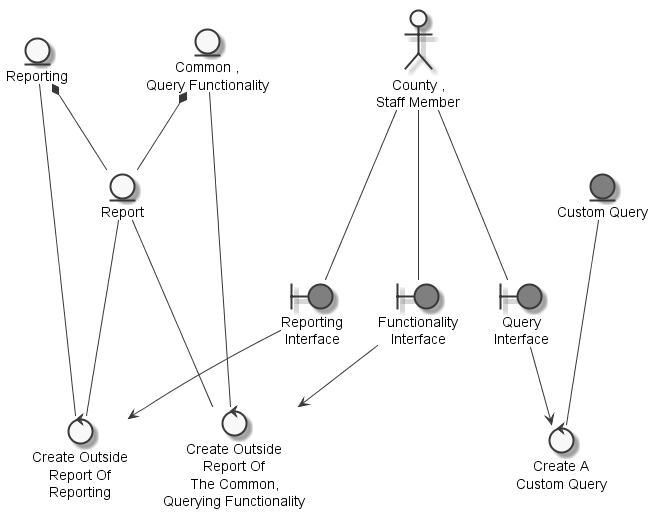 Reporting
Common ,
Query Functionality
County ,
Staff Member
Report
Custom Query
Reporting
Interface
Functionality
Interface
Query
Interface
Create Outside
Report Of
Reporting
Create Outside
Report Of
The Common,
Querying Functionality
Create A
Custom Query